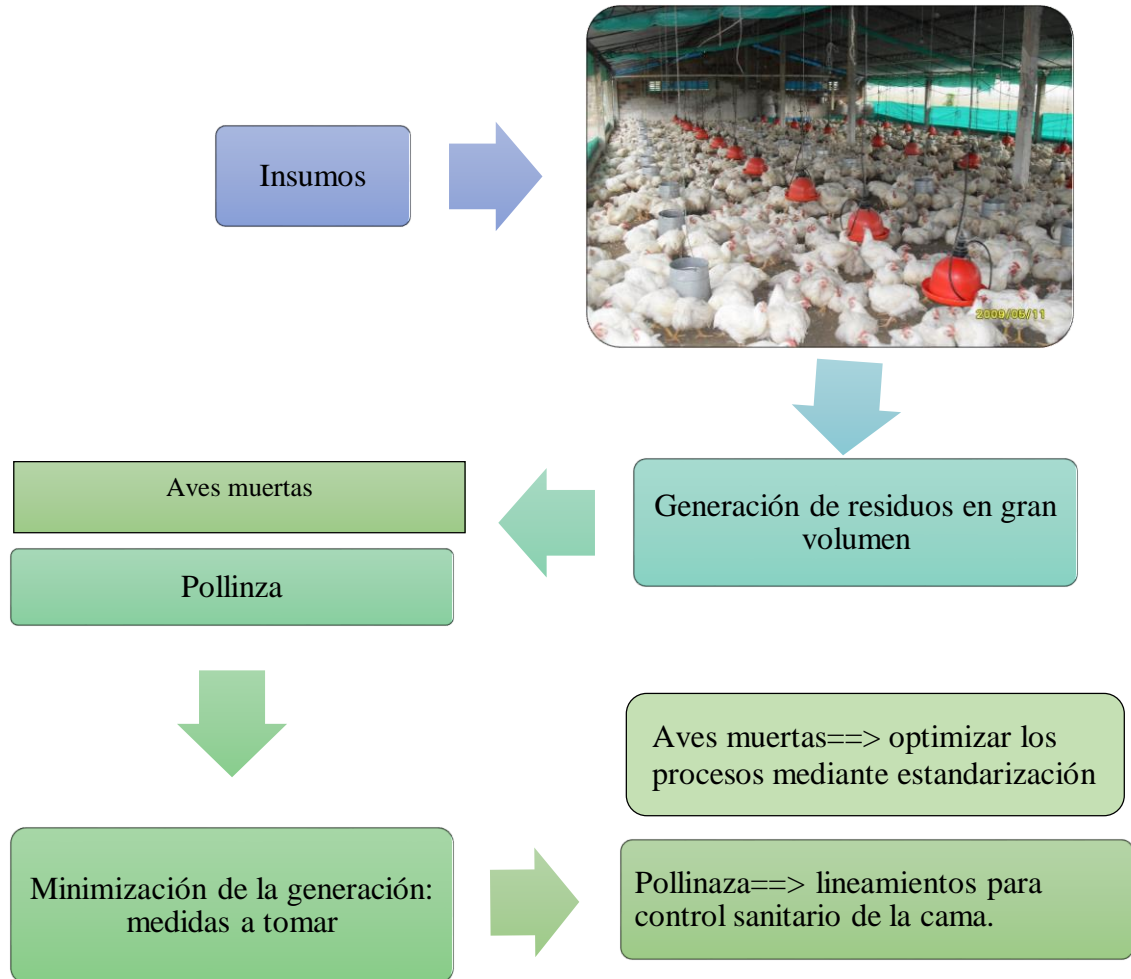 Insumos
2009/05/11
Generación de residuos en gran
volumen
Aves muertas
Pollinza
Aves muertas==> optimizar los
procesos mediante estandarización
Minimización de la generación:
medidas a tomar
Pollinaza==> lineamientos para
control sanitario de la cama.